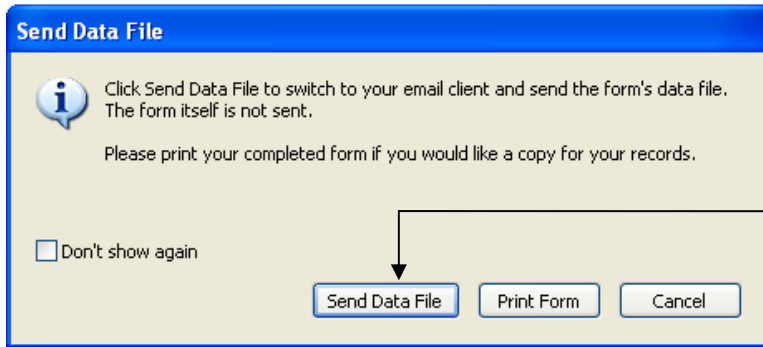 Send Data File
Click Send Data File to switch to your email client and send the form's data file.
The form itself is not sent.
Please print your completed form if you would like a copy for your records.
Don't show again
Send Data File Print Form Cancel